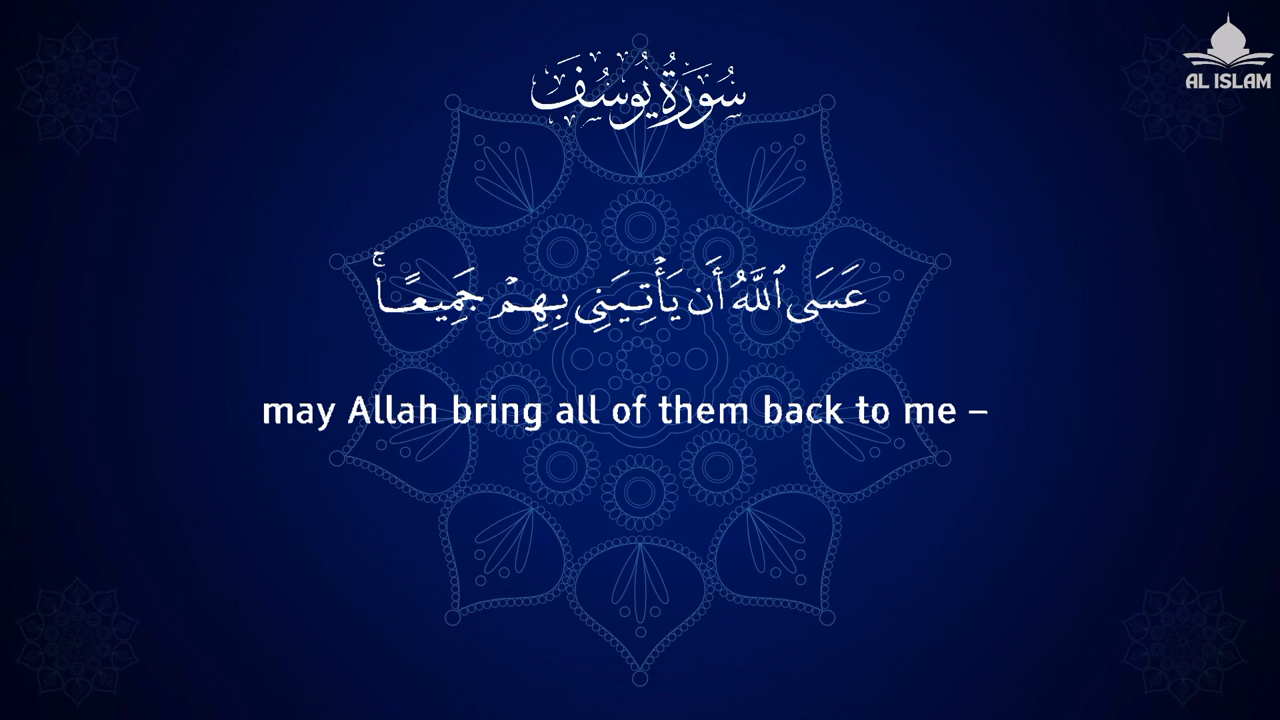 AL ISLAM
سُورَةُ يُوسُفَ
عَسَى ٱللَّهُ أَن يَأْتِيَنِى بِهِمْ جَمِيعًا ۚ
may Allah bring all of them back to me –